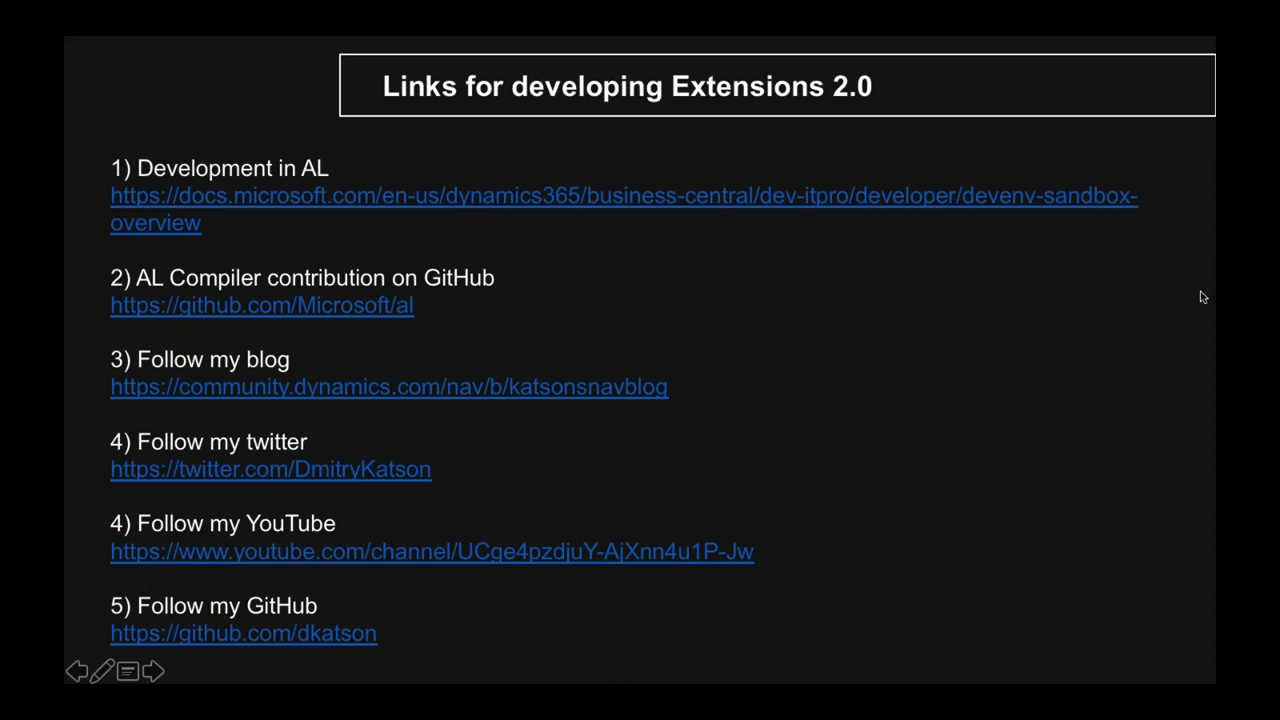 Links for developing Extensions 2.0
1) Development in AL
https://docs.microsoft.com/en-us/dynamics365/business-central/dev-itpro/developer/devenv-sandbox-
overview
2) AL Compiler contribution on GitHub
https://github.com/Microsoft/al
3) Follow my blog
https://community.dynamics.com/nav/b/katsonsnavblog
4) Follow my twitter
https://twitter.com/DmitryKatson
4) Follow my YouTube
https://www.youtube.com/channel/UCge4pzdjuY-AjXnn4u1P-Jw
5) Follow my GitHub
https://github.com/dkatson